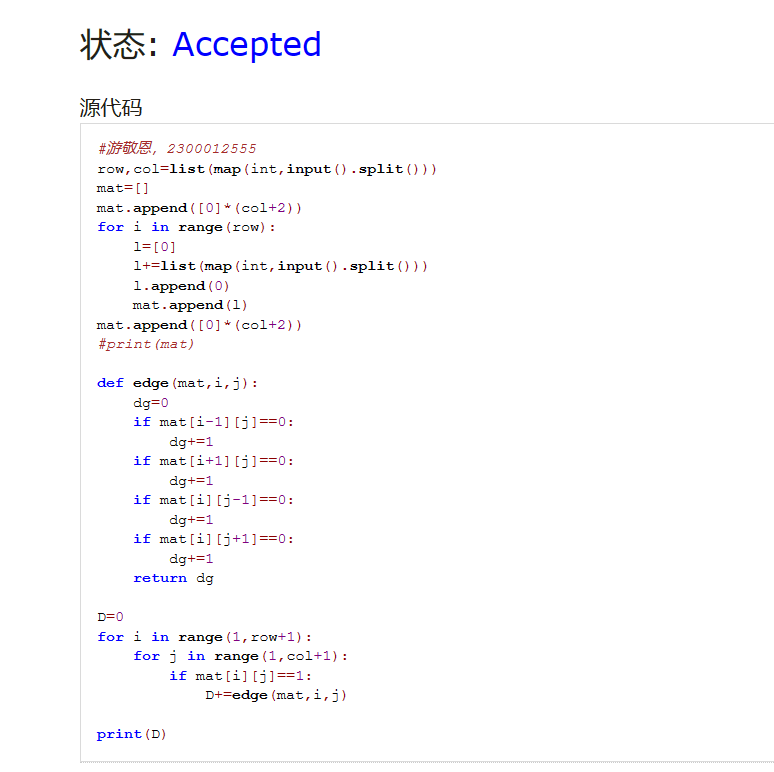 状态: Accepted
源代码
#游敬恩, 2300012555
row,col=list(map(int,input().split()))
mat=[]
mat.append([0]*(col+2))
for i in range(row):
    l=[0]
    l+=list(map(int,input().split()))
    l.append(0)
    mat.append(l)
mat.append([0]*(col+2))
#print(mat)

def edge(mat,i,j):
    dg=0
    if mat[i-1][j]==0:
        dg+=1
    if mat[i+1][j]==0:
        dg+=1
    if mat[i][j-1]==0:
        dg+=1
    if mat[i][j+1]==0:
        dg+=1
    return dg

D=0
for i in range(1,row+1):
    for j in range(1,col+1):
        if mat[i][j]==1:
            D+=edge(mat,i,j)

print(D)